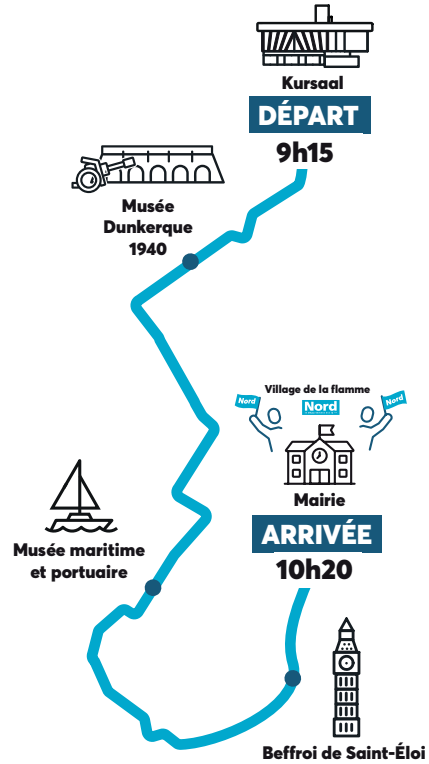 Kursaal
DÉPART
9h15
Musée
Dunkerque
1940
Village de la flamme
Nord
Nord
Nord
Mairie
ARRIVÉE
10h20
Musée maritime
et portuaire
Beffroi de Saint-Éloi